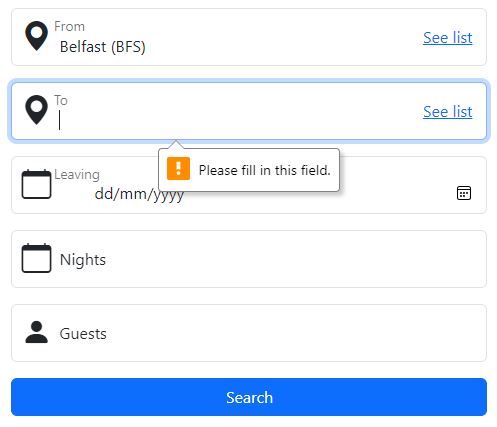 From
Belfast (BFS)
See list
To
See list
Please fill in this field.
Leaving
dd/mm/yyyy
Nights
Guests
Search